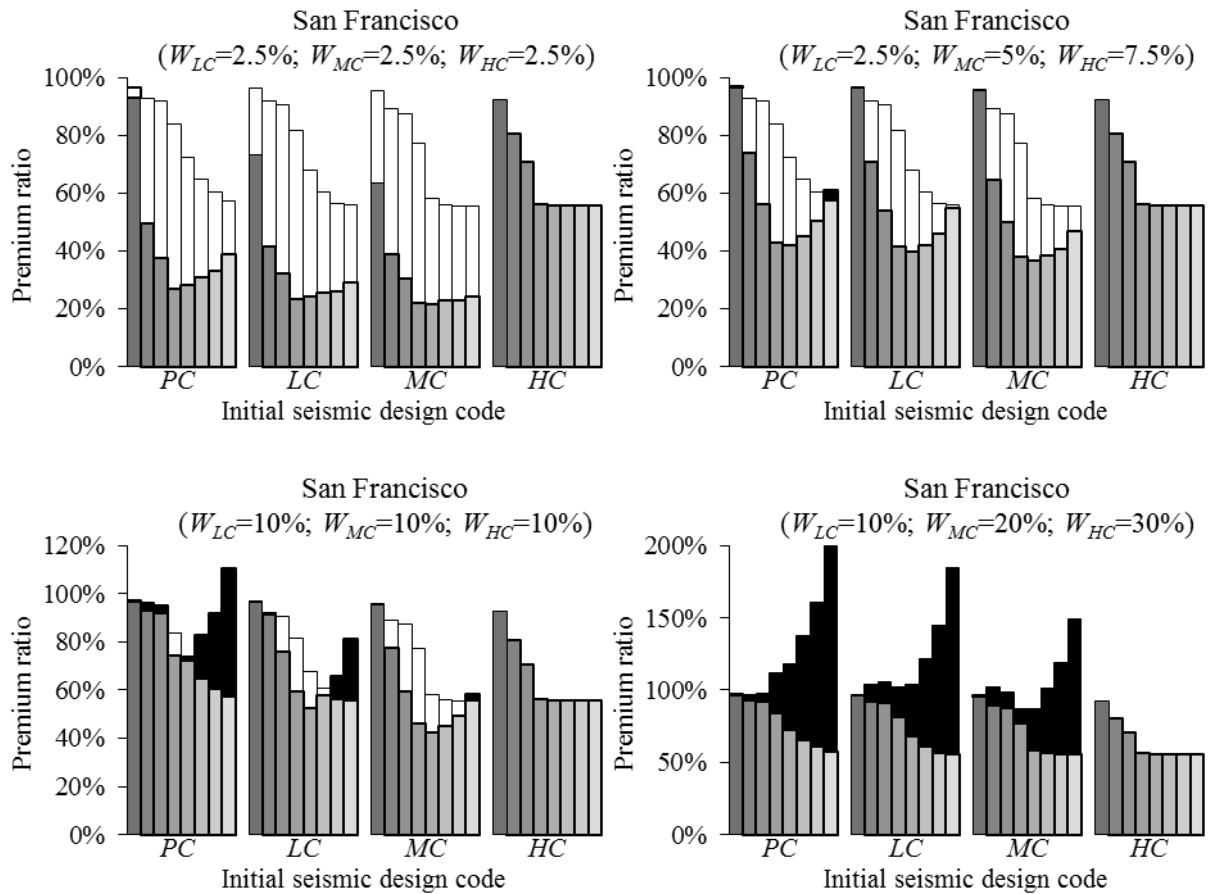 San Francisco
(W_LC=2.5%; W_MC=2.5%; W_HC=2.5%)
100%
80%
60%
40%
20%
0%
Premium ratio
PC LC MC HC
Initial seismic design code
San Francisco
(W_LC=2.5%; W_MC=5%; W_HC=7.5%)
100%
80%
60%
40%
20%
0%
Premium ratio
PC LC MC HC
Initial seismic design code
San Francisco
(W_LC=10%; W_MC=10%; W_HC=10%)
120%
100%
80%
60%
40%
20%
0%
Premium ratio
PC LC MC HC
Initial seismic design code
San Francisco
(W_LC=10%; W_MC=20%; W_HC=30%)
200%
150%
100%
50%
0%
Premium ratio
PC LC MC HC
Initial seismic design code